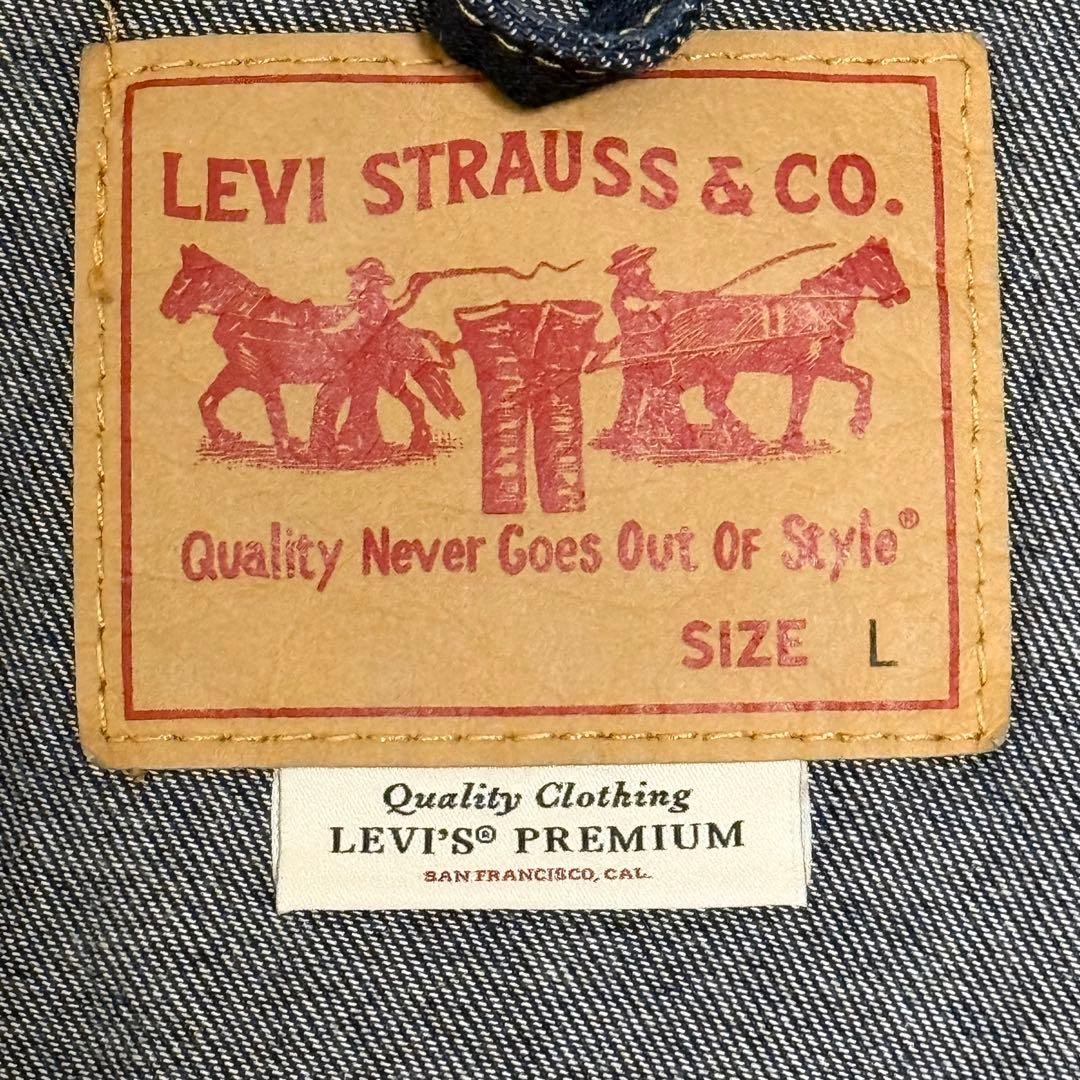 LEVI STRAUSS & CO.
Quality Never Goes Out Of Style®
SIZE L
Quality Clothing
LEVI'S® PREMIUM
SAN FRANCISCO, CAL.